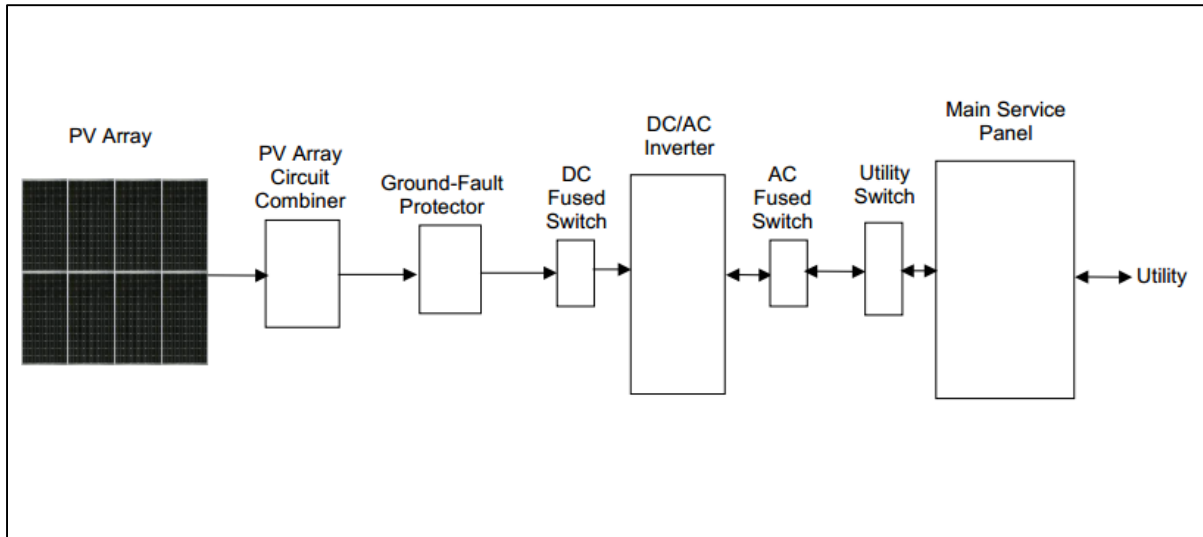 PV Array
PV Array
Circuit
Combiner
Ground-Fault
Protector
DC
Fused
Switch
DC/AC
Inverter
AC
Fused
Switch
Utility
Switch
Main Service
Panel
Utility